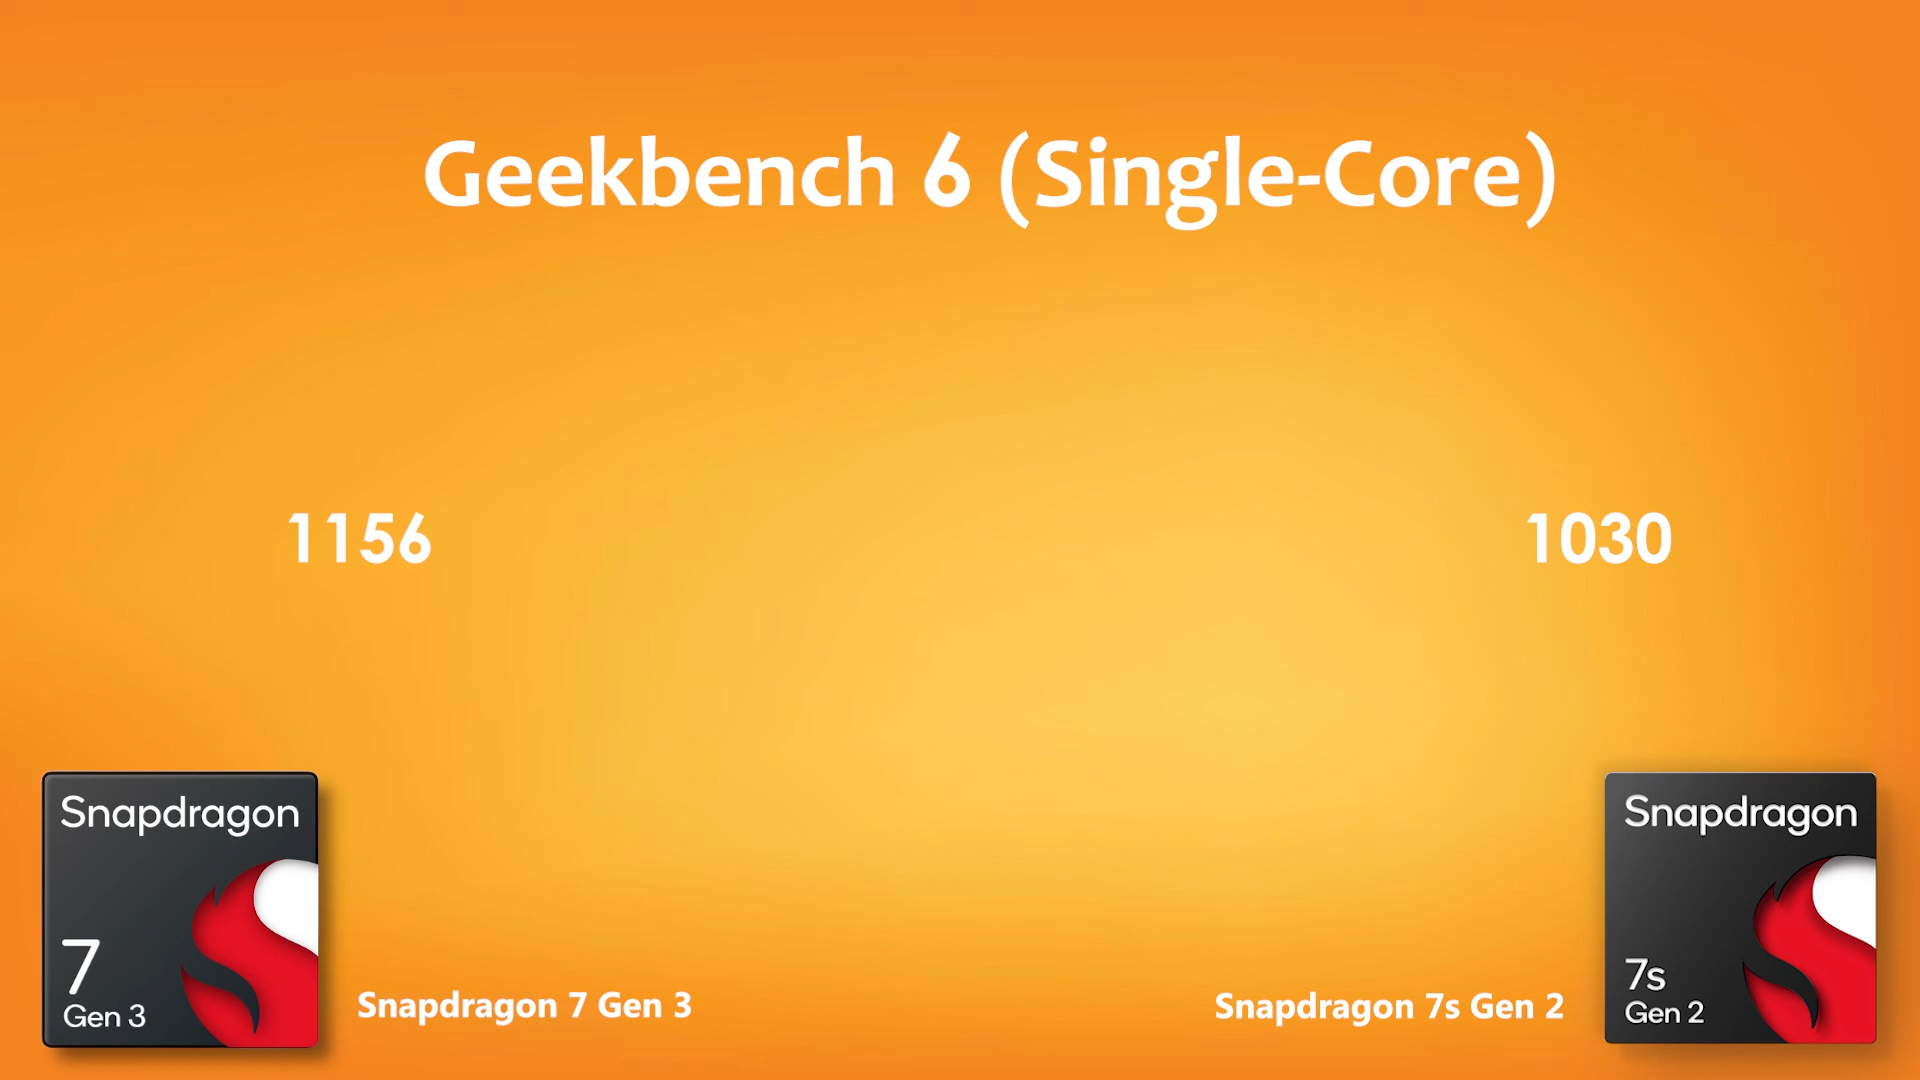 Geekbench 6 (Single-Core)
1156
1030
Snapdragon
7
Gen 3
Snapdragon 7 Gen 3
Snapdragon 7s Gen 2
Snapdragon
7s
Gen 2